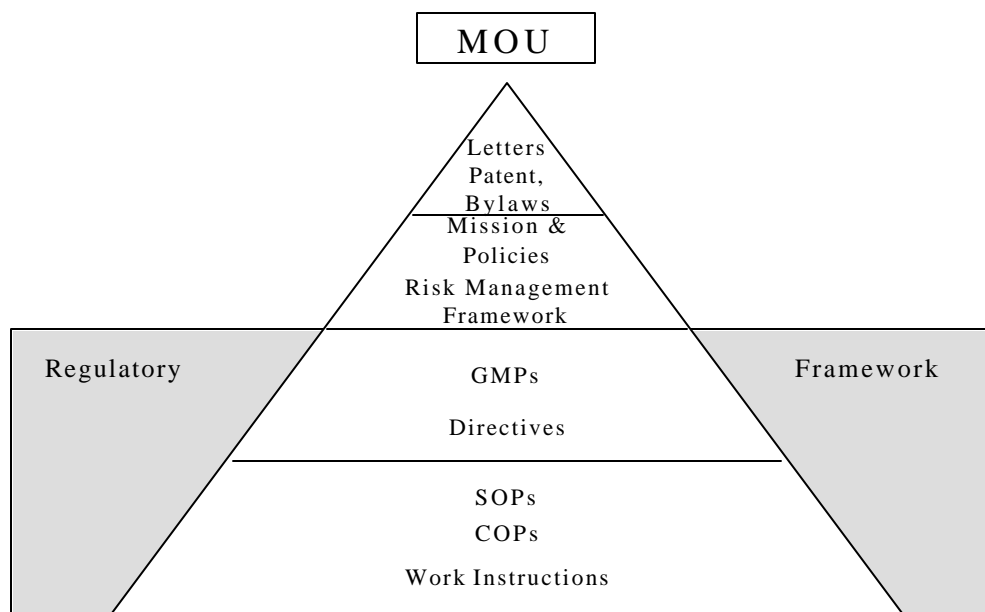 MOU
Letters
Patent,
Bylaws
Mission &
Policies
Risk Management
Framework
Regulatory
GMPs
Framework
Directives
SOPs
COPs
Work Instructions